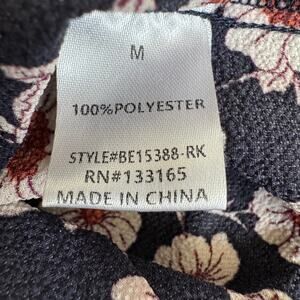 M
100%POLYESTER
STYLE#BE15388-RK
RN#133165
MADE IN CHINA